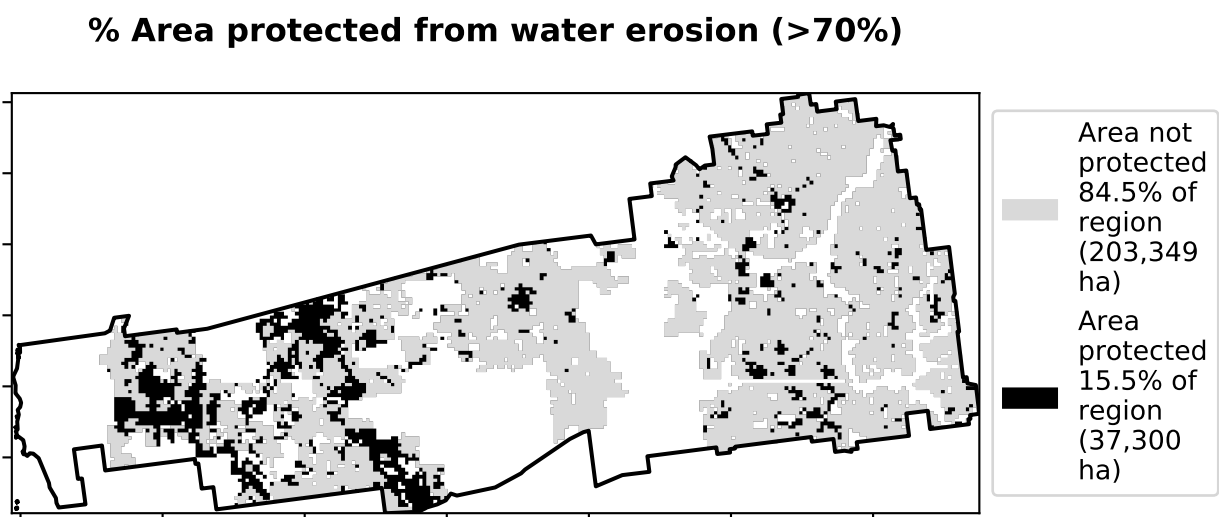 % Area protected from water erosion (>70%)
Area not
protected
84.5% of
region
(203,349
ha)
Area
protected
15.5% of
region
(37,300
ha)